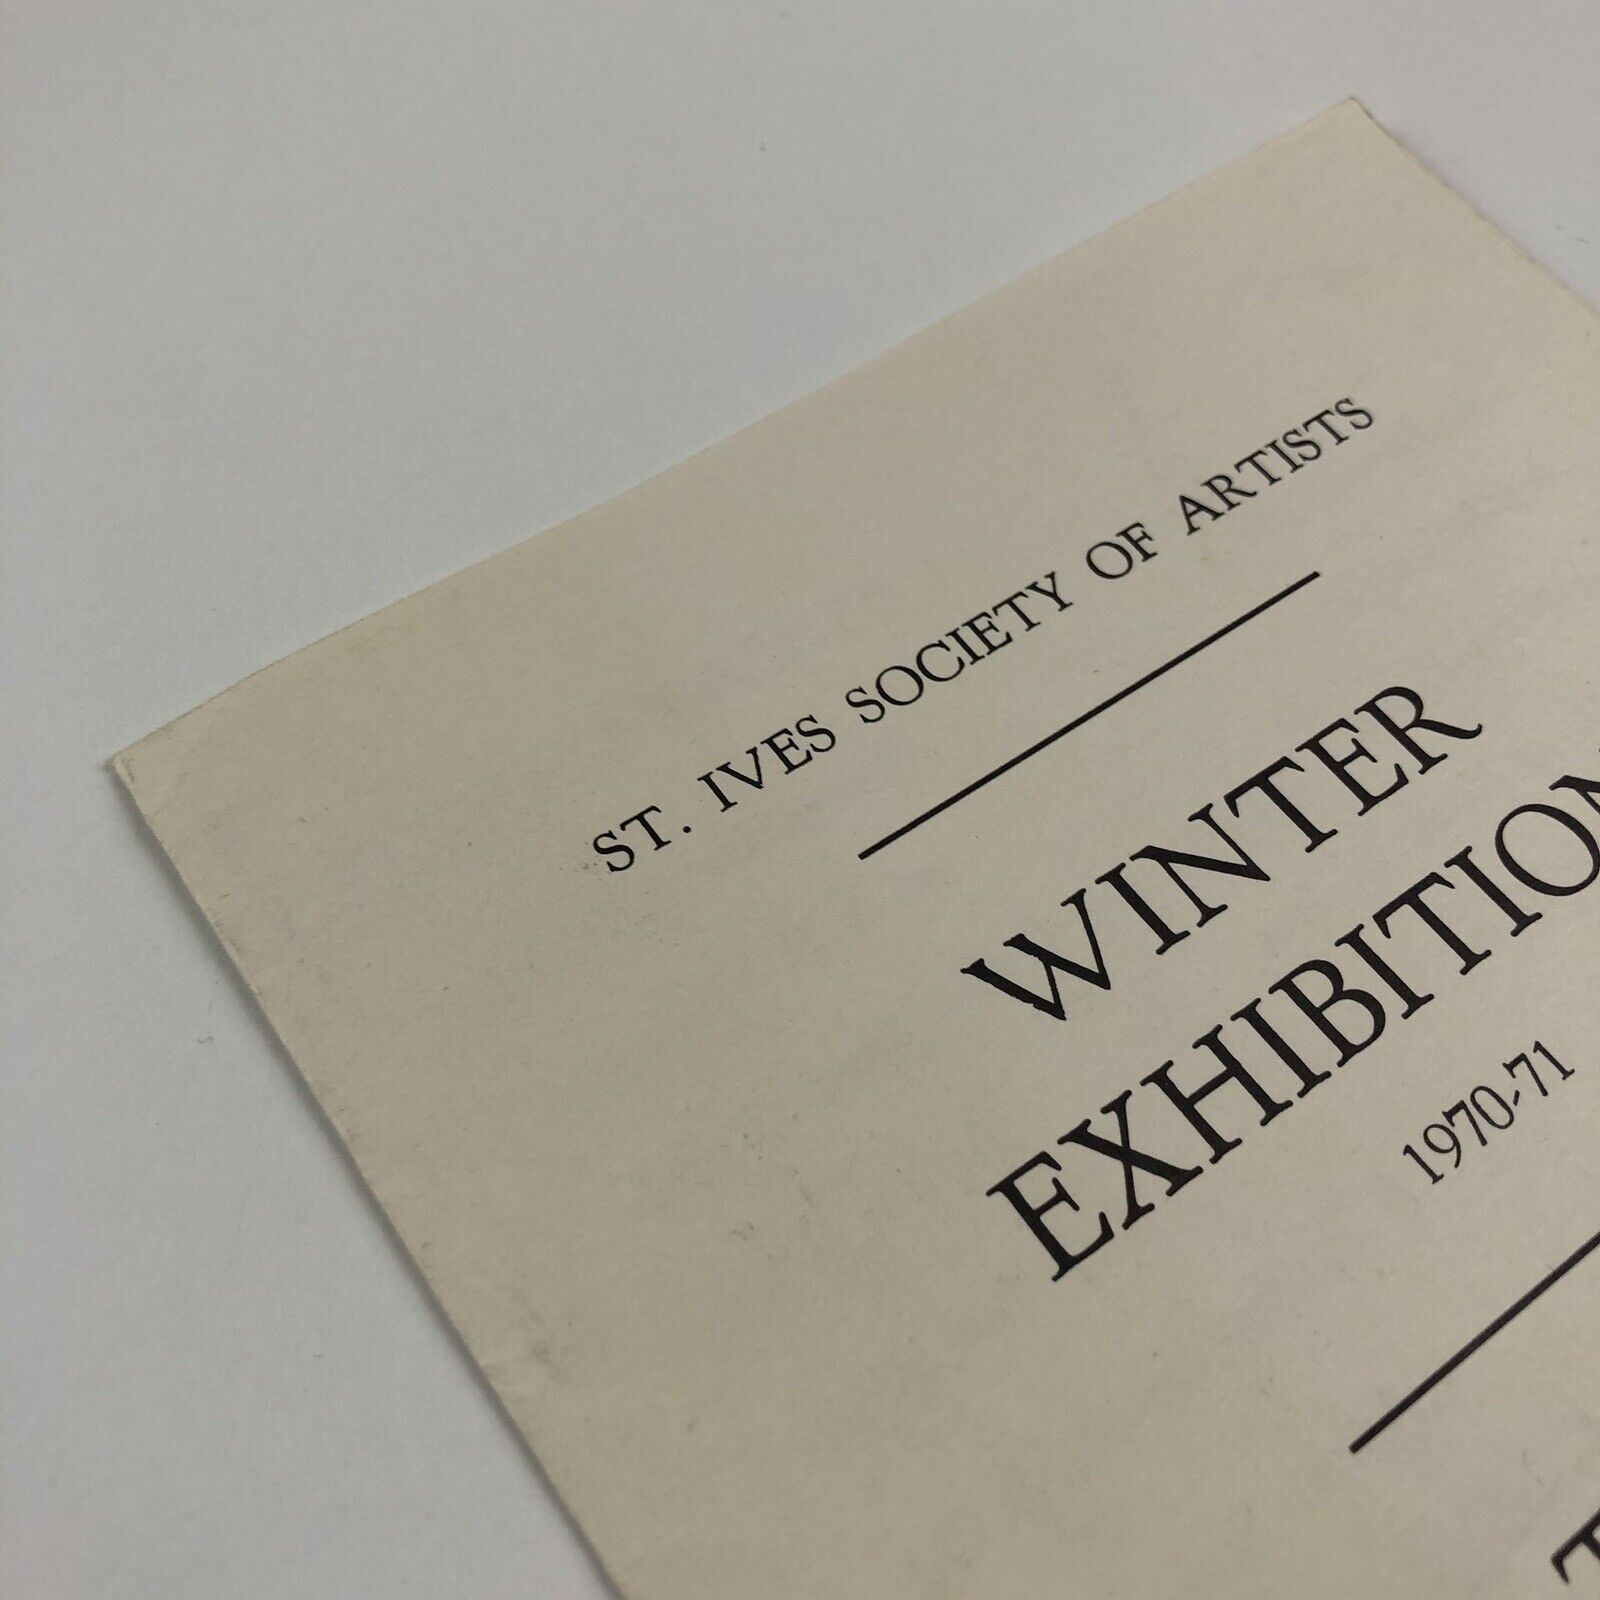 ST. IVES SOCIETY OF ARTISTS
WINTER
EXHIBITION
1970-71